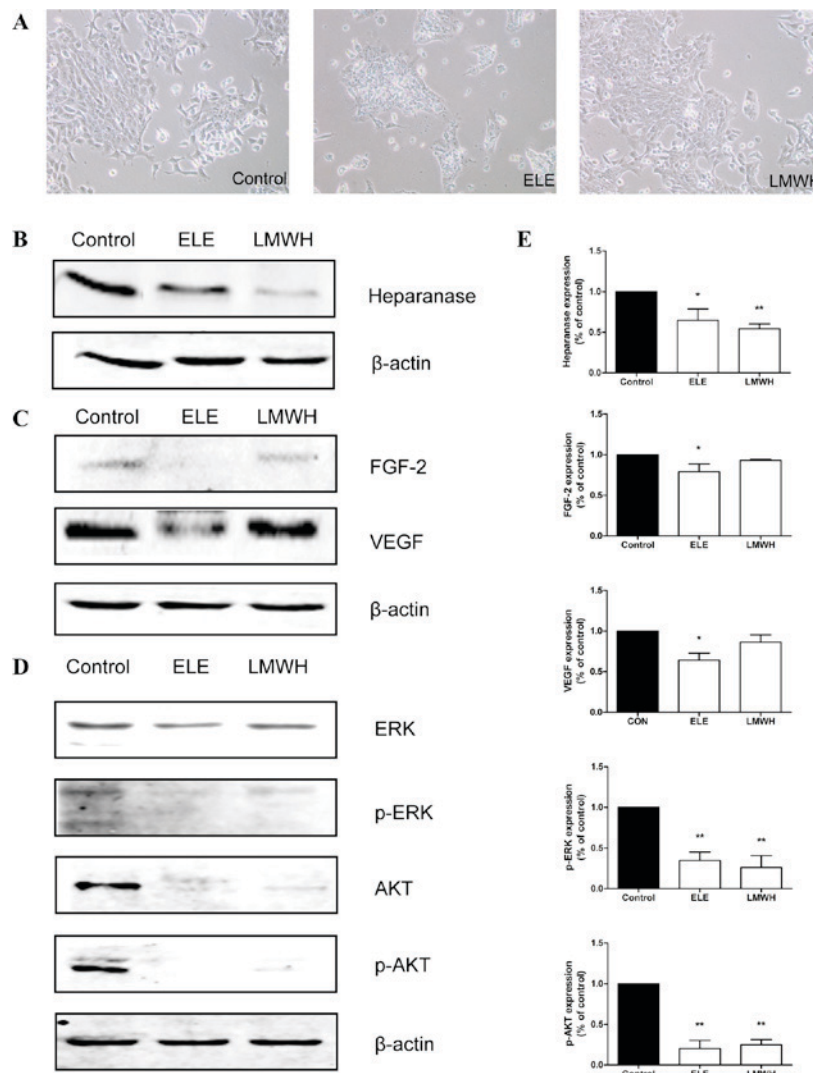 A
Control
ELE
LMWH
B
Control ELE LMWH
Heparanase
β-actin
C
Control ELE LMWH
FGF-2
VEGF
β-actin
D
Control ELE LMWH
ERK
p-ERK
AKT
p-AKT
β-actin
E
Heparanase expression
(% of control)
1.5
1.0
0.5
0.0
*
**
Control ELE LMWH
FGF-2 expression
(% of control)
1.5
1.0
0.5
0.0
*
Control ELE LMWH
VEGF expression
(% of control)
1.5
1.0
0.5
0.0
*
CON ELE LMWH
p-ERK expression
(% of control)
1.5
1.0
0.5
0.0
**
**
Control ELE LMWH
p-AKT expression
(% of control)
1.5
1.0
0.5
0.0
**
**
Control ELE LMWH